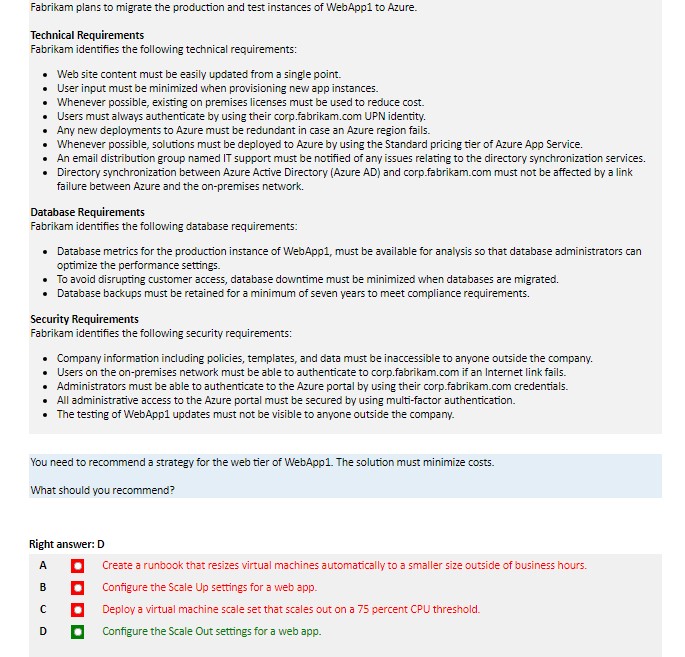 Fabrikam plans to migrate the production and test instances of WebApp1 to Azure.
Technical Requirements
Fabrikam identifies the following technical requirements:
• Web site content must be easily updated from a single point.
• User input must be minimized when provisioning new app instances.
• Whenever possible, existing on premises licenses must be used to reduce cost.
• Users must always authenticate by using their corp.fabrikam.com UPN identity.
• Any new deployments to Azure must be redundant in case an Azure region fails.
• Whenever possible, solutions must be deployed to Azure by using the Standard pricing tier of Azure App Service.
• An email distribution group named IT support must be notified of any issues relating to the directory synchronization services.
• Directory synchronization between Azure Active Directory (Azure AD) and corp.fabrikam.com must not be affected by a link
failure between Azure and the on-premises network.
Database Requirements
Fabrikam identifies the following database requirements:
• Database metrics for the production instance of WebApp1, must be available for analysis so that database administrators can
optimize the performance settings.
• To avoid disrupting customer access, database downtime must be minimized when databases are migrated.
• Database backups must be retained for a minimum of seven years to meet compliance requirements.
Security Requirements
Fabrikam identifies the following security requirements:
• Company information including policies, templates, and data must be inaccessible to anyone outside the company.
• Users on the on-premises network must be able to authenticate to corp.fabrikam.com if an Internet link fails.
• Administrators must be able to authenticate to the Azure portal by using their corp.fabrikam.com credentials.
• All administrative access to the Azure portal must be secured by using multi-factor authentication.
• The testing of WebApp1 updates must not be visible to anyone outside the company.
You need to recommend a strategy for the web tier of WebApp1. The solution must minimize costs.
What should you recommend?
Right answer: D
A Create a runbook that resizes virtual machines automatically to a smaller size outside of business hours.
B Configure the Scale Up settings for a web app.
C Deploy a virtual machine scale set that scales out on a 75 percent CPU threshold.
D Configure the Scale Out settings for a web app.